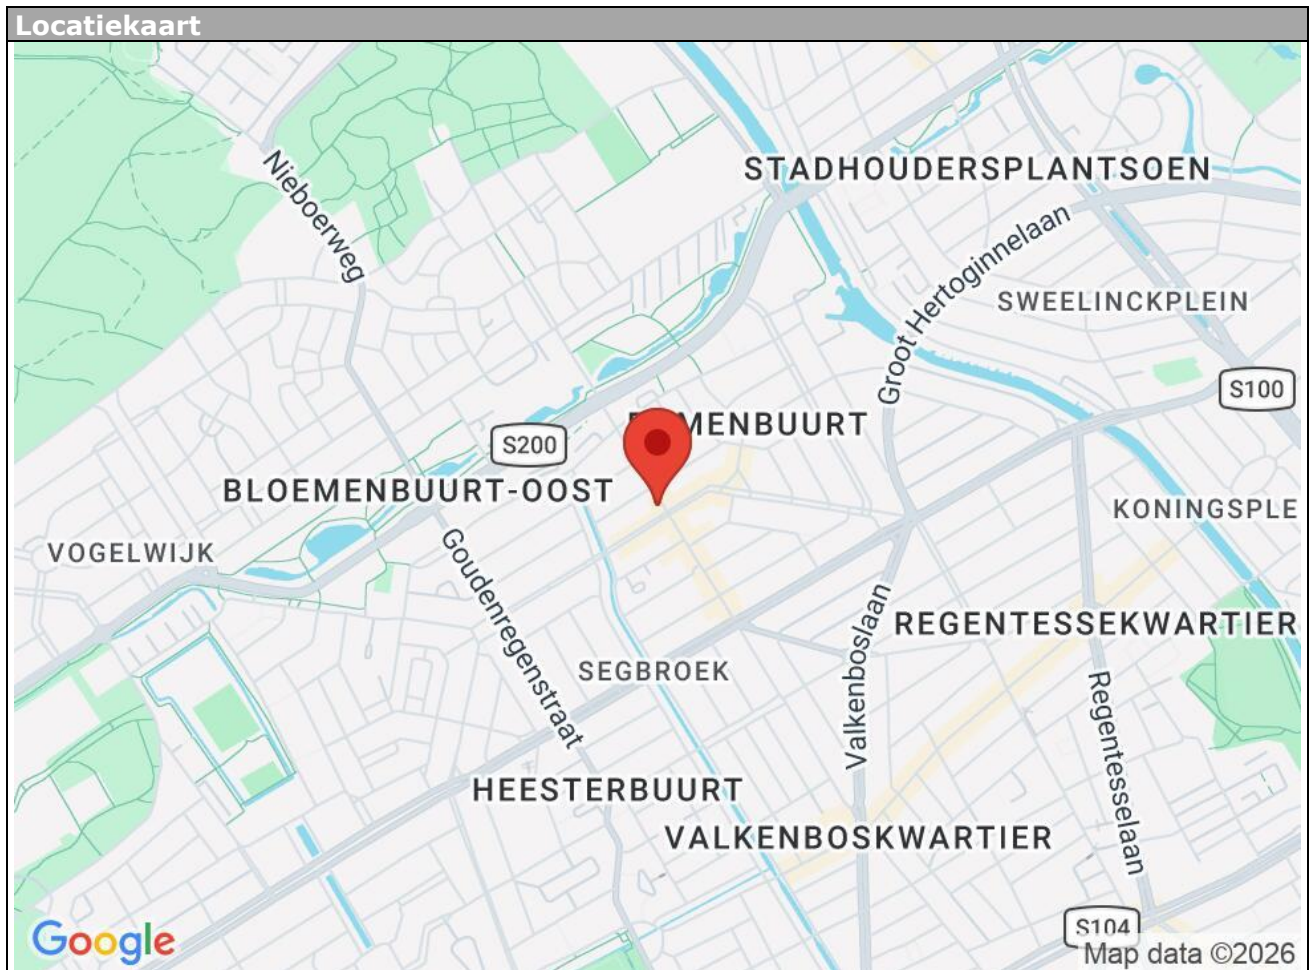 Locatiekaart
Nieboerweg
STADHOUDERSPLANTSOEN
Groot Hertoginnelaan
SWEELINCKPLEIN
S100
MENBUURT
S200
BLOEMENBUURT-OOST
KONINGSPLE
VOGELWIJK
Goudenregenstraat
Valkenboslaan
REGENTESSEKWARTIER
SEGBROEK
Regentesselaan
HEESTERBUURT
VALKENBOSKWARTIER
S104
Google
Map data ©2026